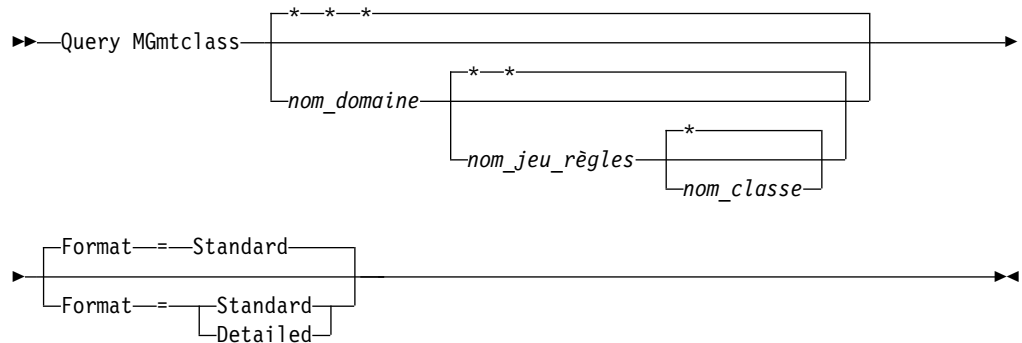 * * *
Query MGmtclass
* *
nom_domaine
*
nom_jeu_règles
nom_classe
Format = Standard
Format = Standard
Detailed